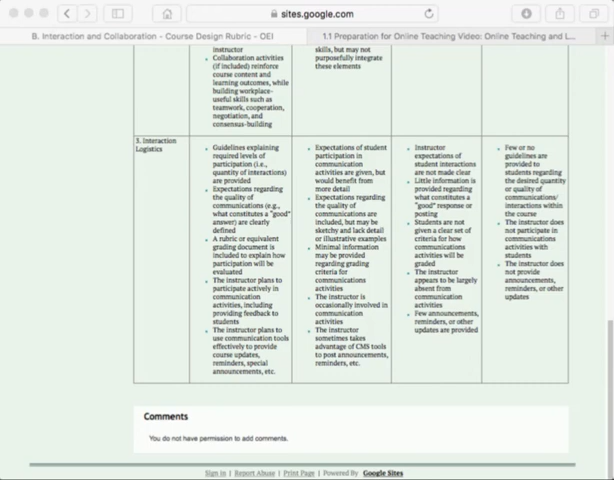 sites.google.com
B. Interaction and Collaboration - Course Design Rubric - OEI
1.1 Preparation for Online Teaching Video: Online Teaching and L...
instructor
Collaboration activities
(if included) reinforce
course content and
learning outcomes, while
building workplace-
useful skills such as
teamwork, cooperation,
negotiation, and
consensus-building
skills, but may not
purposefully integrate
these elements
3. Interaction
Logistics
Guidelines explaining
required levels of
participation (i.e.,
quantity of interactions)
are provided
Expectations regarding
the quality of
communications (e.g.,
what constitutes a "good"
answer) are clearly
defined
A rubric or equivalent
grading document is
included to explain how
participation will be
evaluated
The instructor plans to
participate actively in
communication
activities, including
providing feedback to
students
The instructor plans to
use communication tools
effectively to provide
course updates,
reminders, special
announcements, etc.
Expectations of student
participation in
communication
activities are given, but
would benefit from
more detail
Expectations regarding
the quality of
communications are
included, but may be
sketchy and lack detail
or illustrative examples
Minimal information
may be provided
regarding grading
criteria for
communications
activities
The instructor is
occasionally involved in
communication
activities
The instructor
sometimes takes
advantage of CMS tools
to post announcements,
reminders, etc.
Instructor
expectations of
student interactions
are not made clear
Little information is
provided regarding
what constitutes a
"good" response or
posting
Students are not
given a clear set of
criteria for how
communications
activities will be
graded
The instructor
appears to be largely
absent from
communication
activities
Few announcements,
reminders, or other
updates are provided
Few or no
guidelines are
provided to
students regarding
the desired quantity
or quality of
communications/
interactions within
the course
The instructor does
not participate in
communications
activities with
students
The instructor does
not provide
announcements,
reminders, or other
updates
Comments
You do not have permission to add comments.
Sign in | Report Abuse | Print Page | Powered By Google Sites